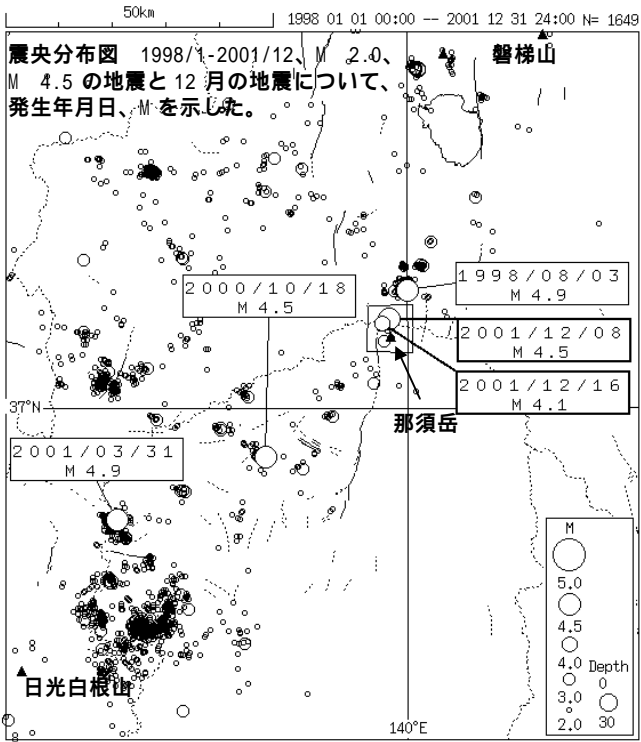 50km
1998 01 01 00:00 -- 2001 12 31 24:00 N= 1649
震央分布図 1998/1-2001/12、M 2.0、
M 4.5 の地震と 12 月の地震について、
発生年月日、M を示した。
磐梯山
1998/08/03
M 4.9
2000/10/18
M 4.5
2001/12/08
M 4.5
2001/12/16
M 4.1
那須岳
37°N
2001/03/31
M 4.9
日光白根山
140°E
M
5.0
4.5
4.0
3.0
2.0
Depth
0
30